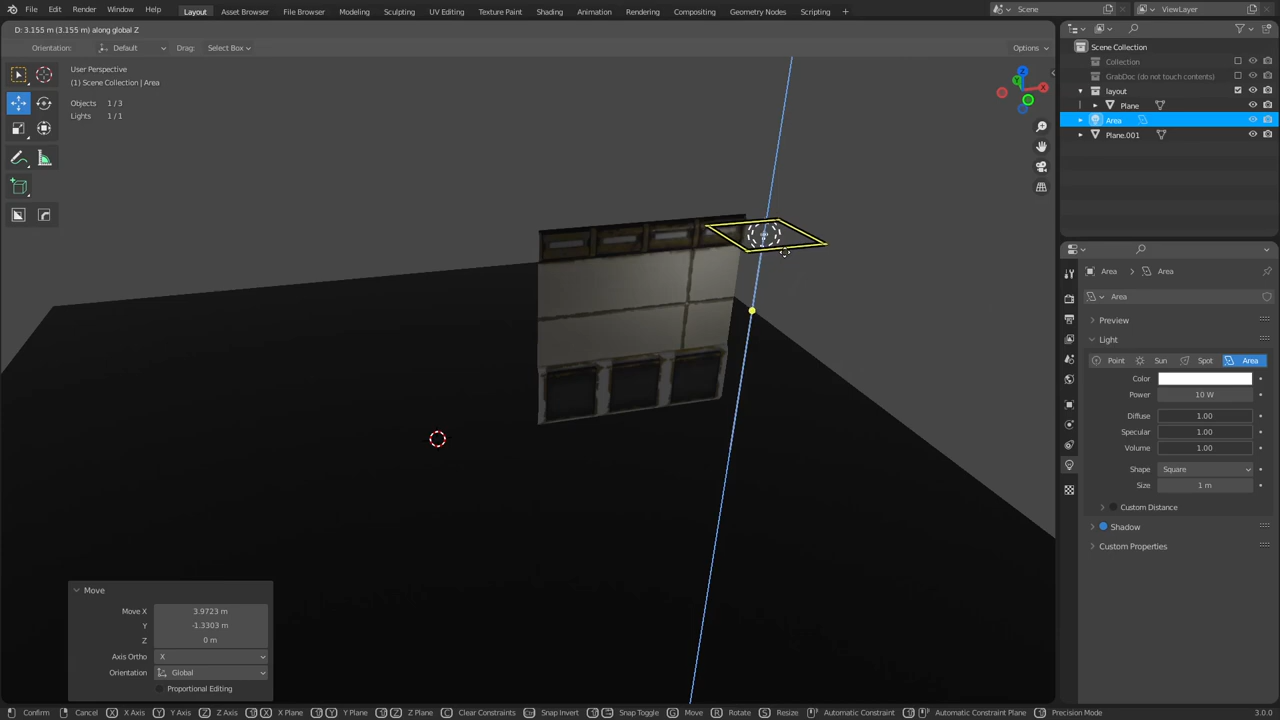 File Edit Render Window Help Layout Asset Browser File Browser Modeling Sculpting UV Editing Texture Paint Shading Animation Rendering Compositing Geometry Nodes Scripting + Scene ViewLayer
D: 3.155 m (3.155 m) along global Z
Orientation: Default Drag: Select Box Options
User Perspective
(1) Scene Collection | Area
Objects 1 / 3
Lights 1 / 1
Z
Y
X
Scene Collection
Collection
GrabDoc (do not touch contents)
layout
Plane
Area
Plane.001
Area Area
Area
Preview
Light
Point Sun Spot Area
Color
Power 10 W
Diffuse 1.00
Specular 1.00
Volume 1.00
Shape Square
Size 1 m
Custom Distance
Shadow
Custom Properties
Move
Move X 3.9723 m
Y -1.3303 m
Z 0 m
Axis Ortho X
Orientation Global
Proportional Editing
Confirm Cancel X X Axis Y Y Axis Z Z Axis X X Plane Y Y Plane Z Z Plane C Clear Constraints Snap Invert Snap Toggle G Move R Rotate S Resize Automatic Constraint Automatic Constraint Plane Precision Mode 3.0.0